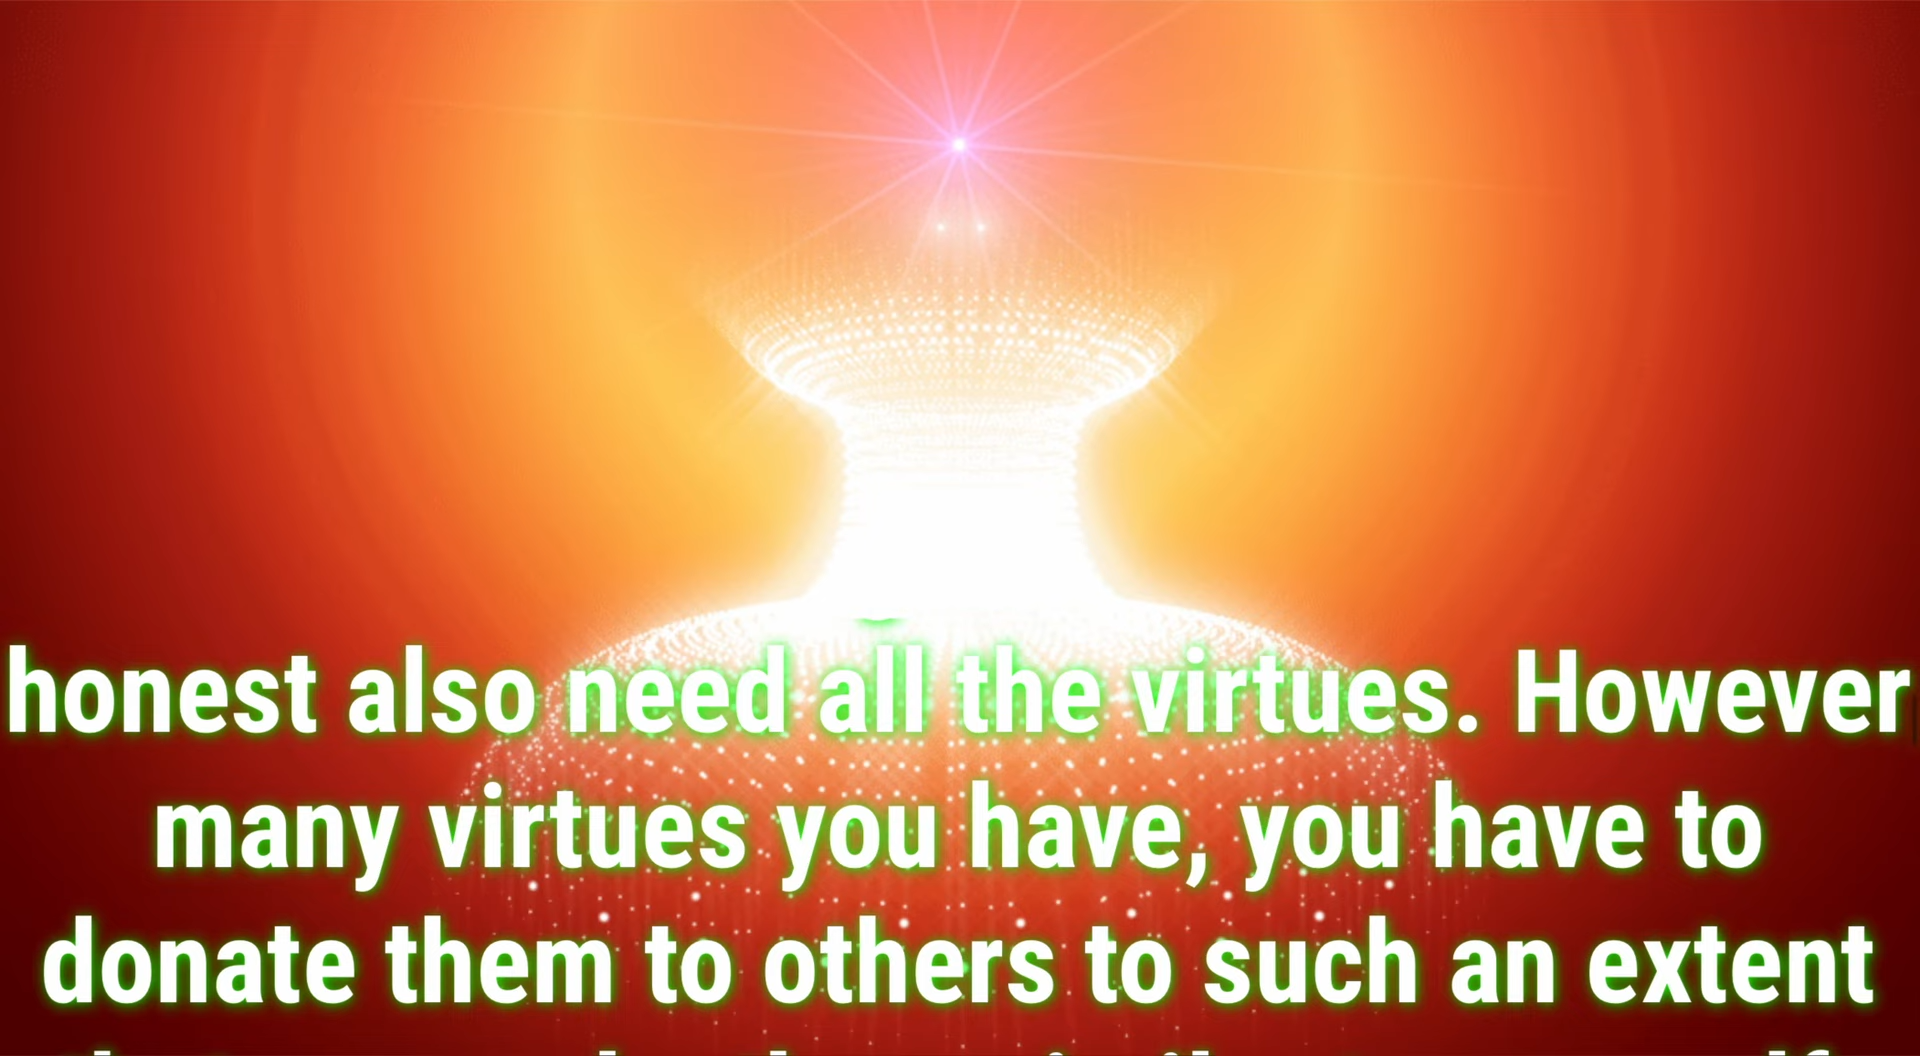 honest also need all the virtues. However
many virtues you have, you have to
donate them to others to such an extent